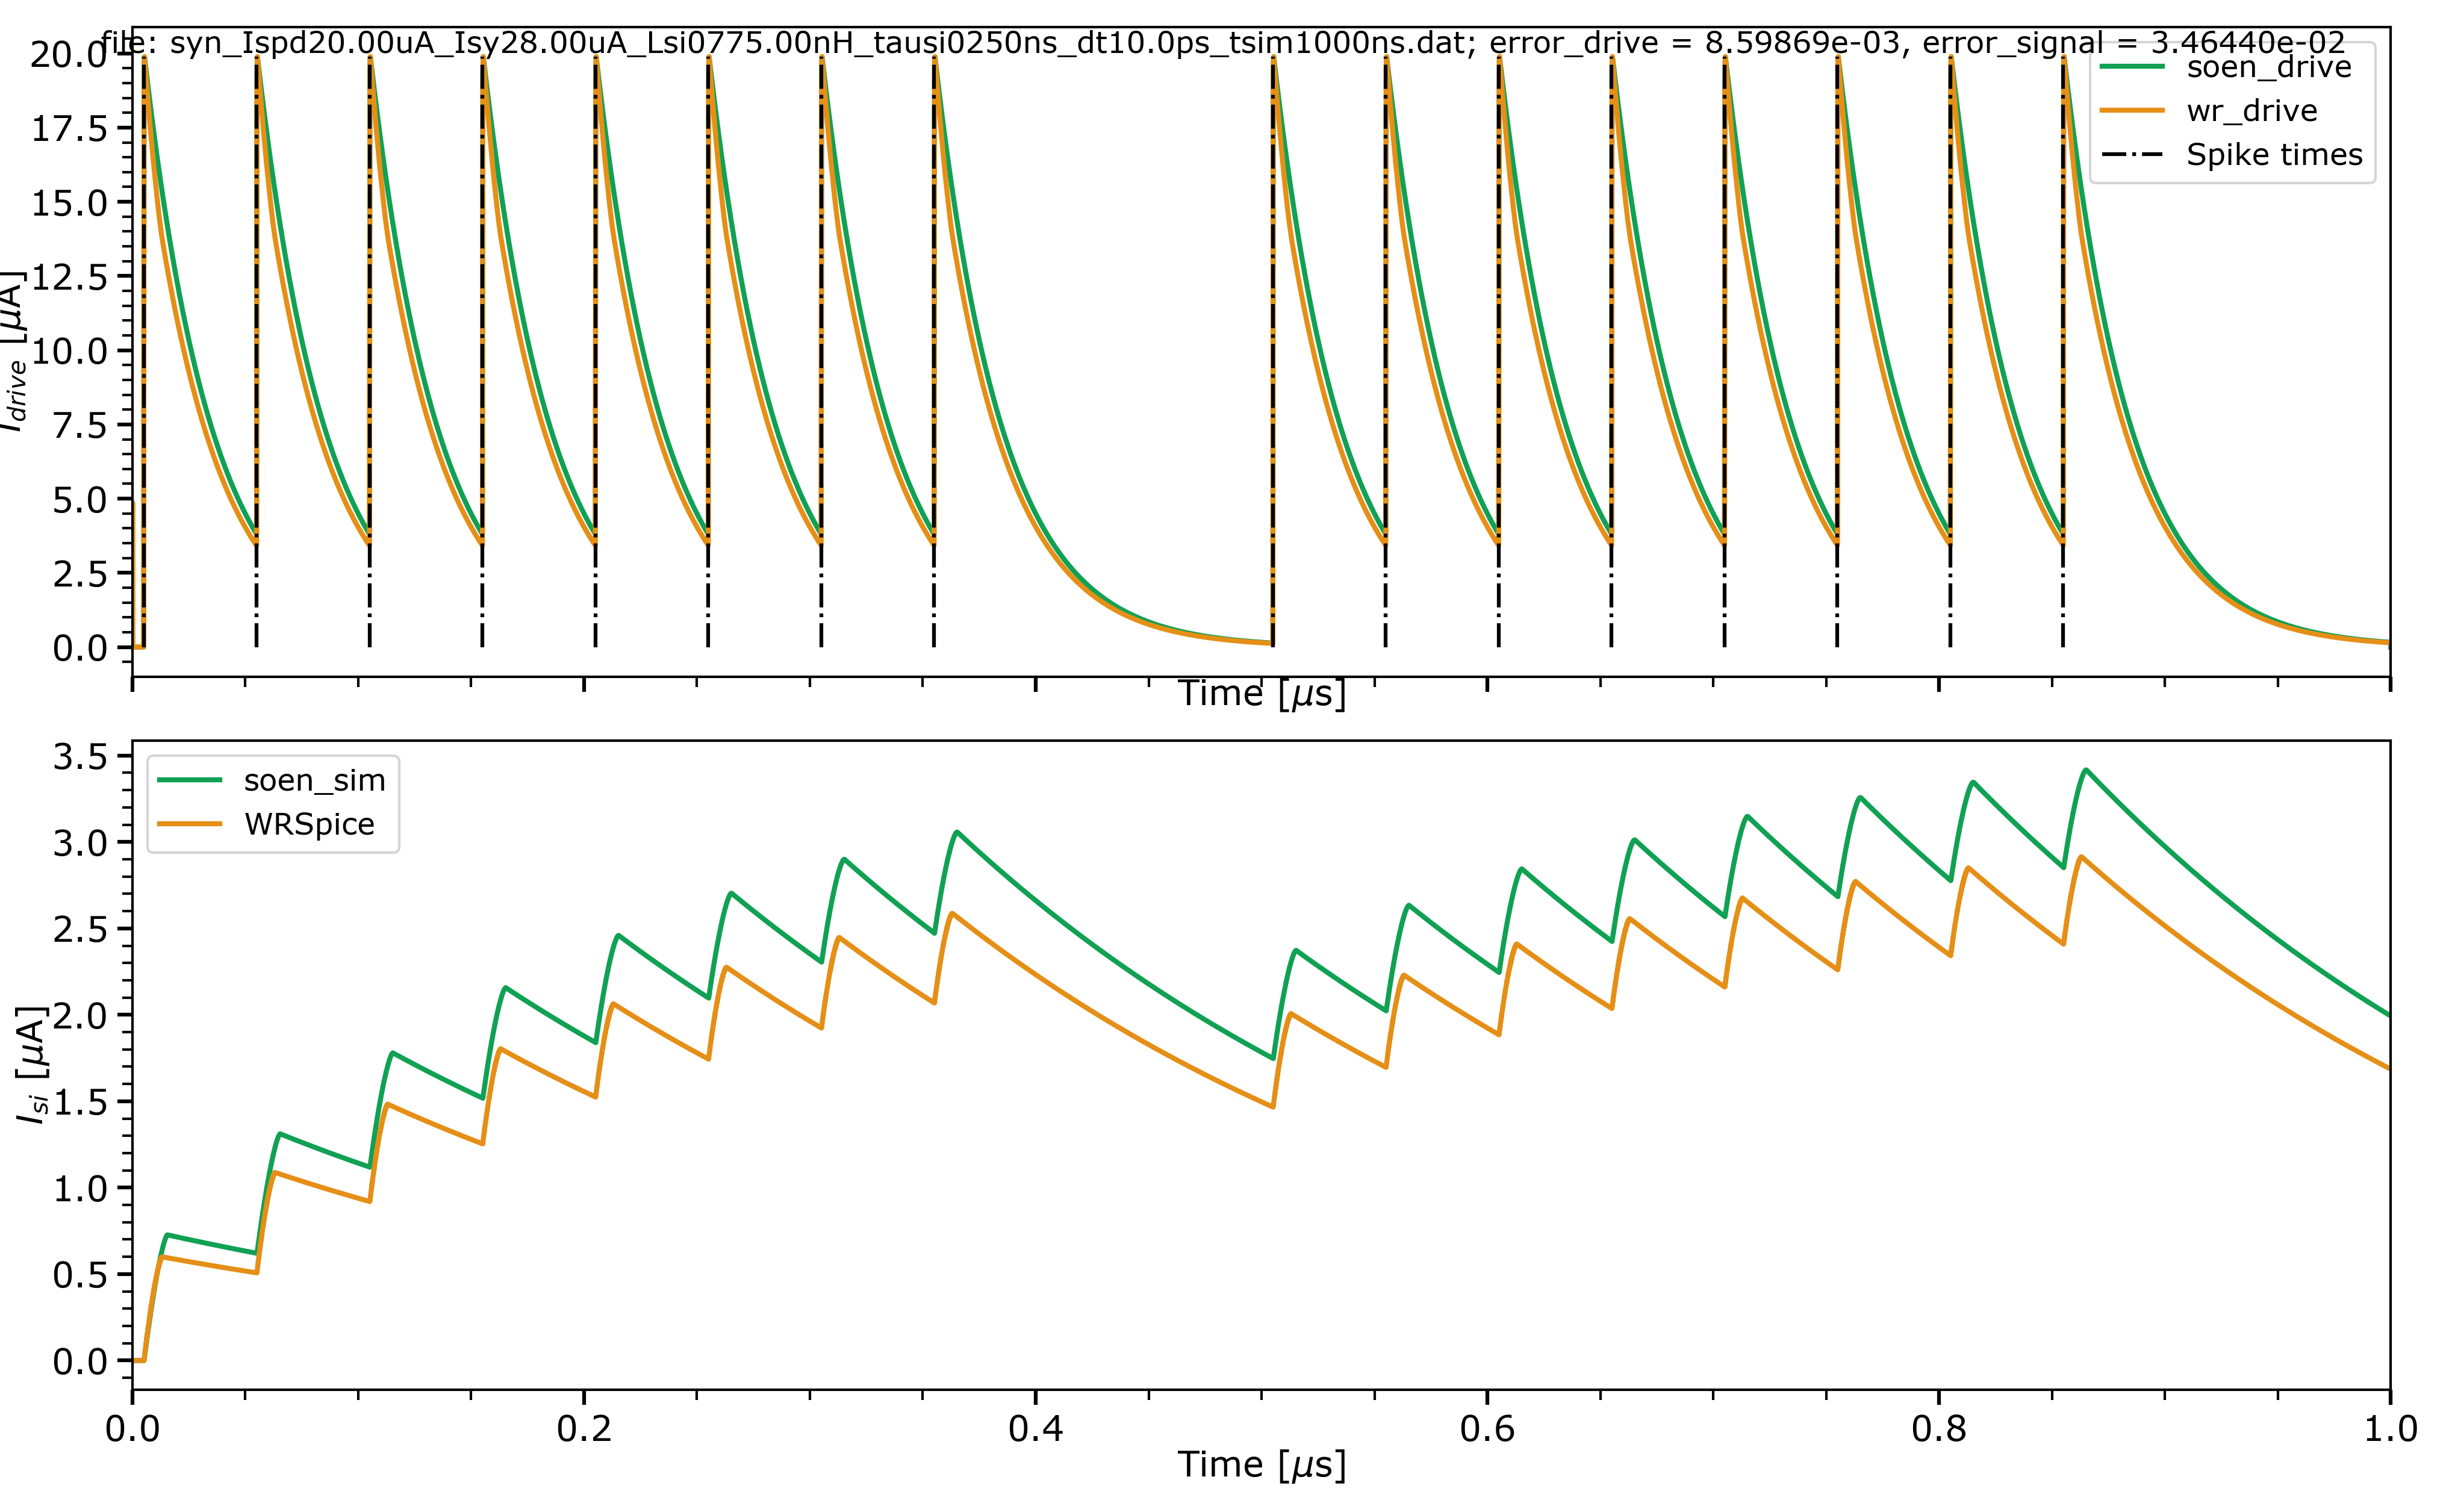 file: syn_Ispd20.00uA_Isy28.00uA_Lsi0775.00nH_tausi0250ns_dt10.0ps_tsim1000ns.dat; error_drive = 8.59869e-03, error_signal = 3.46440e-02
soen_drive
wr_drive
Spike times
20.0
17.5
15.0
12.5
10.0
7.5
5.0
2.5
0.0
I_drive [μA]
Time [μs]
soen_sim
WRSpice
3.5
3.0
2.5
2.0
1.5
1.0
0.5
0.0
I_si [μA]
0.0 0.2 0.4 0.6 0.8 1.0
Time [μs]